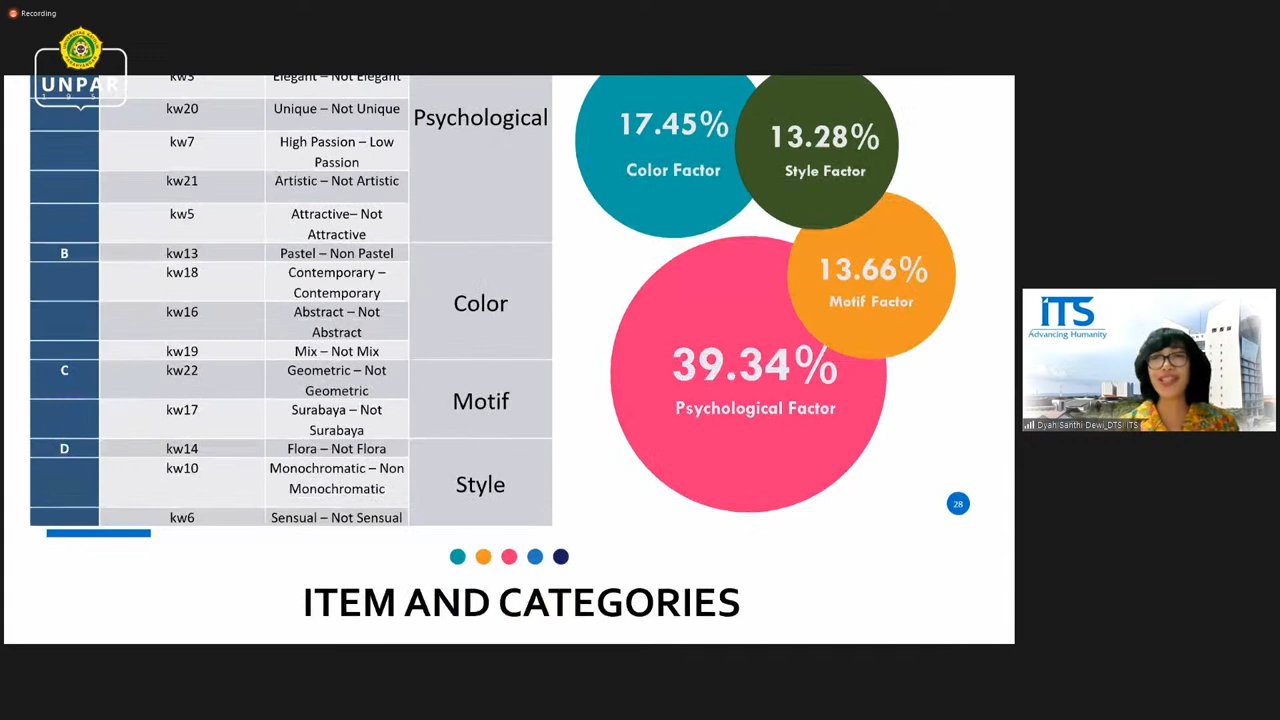 Recording
UNPAR
kw3 Elegant – Not Elegant
kw20 Unique – Not Unique
Psychological
kw7 High Passion – Low
Passion
kw21 Artistic – Not Artistic
kw5 Attractive– Not
Attractive
B kw13 Pastel – Non Pastel
kw18 Contemporary –
Contemporary
Color
kw16 Abstract – Not
Abstract
kw19 Mix – Not Mix
C kw22 Geometric – Not
Geometric
Motif
kw17 Surabaya – Not
Surabaya
D kw14 Flora – Not Flora
kw10 Monochromatic – Non
Monochromatic
Style
kw6 Sensual – Not Sensual
17.45%
Color Factor
13.28%
Style Factor
13.66%
Motif Factor
39.34%
Psychological Factor
28
ITEM AND CATEGORIES
ITS
Advancing Humanity
Dyah Santhi Dewi_DTSI ITS